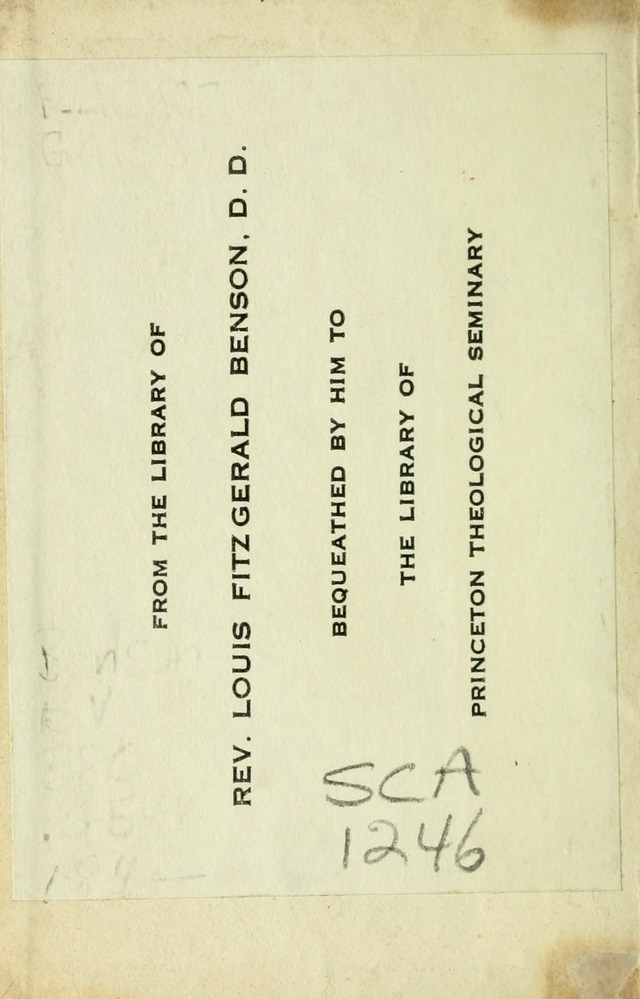 FROM THE LIBRARY OF
REV. LOUIS FITZGERALD BENSON, D. D.
BEQUEATHED BY HIM TO
THE LIBRARY OF
PRINCETON THEOLOGICAL SEMINARY
SCA
1246